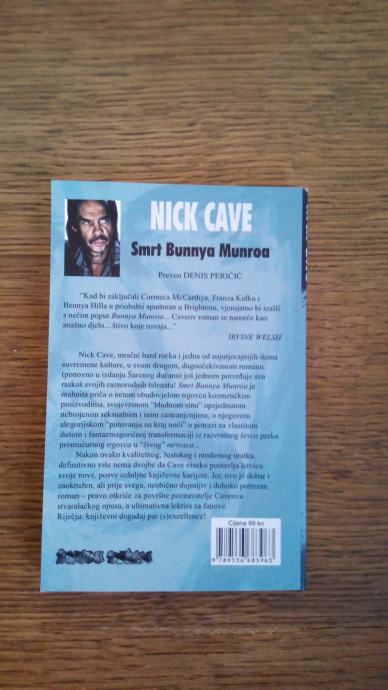 NICK CAVE
Smrt Bunnya Munroa
Preveo DENIS PERIČIĆ
"Kad bi zaključali Cormaca McCarthya, Franza Kafku i
Bennya Hilla u priobalni apartman u Brightonu, vjerojatno bi izašli
s nečim poput Bunnya Munroa... Caveov roman se nameće kao
snažno djelo... štivo koje osvaja..."
IRVINE WELSH
Nick Cave, mračni bard rocka i jedna od najutjecajnijih ikona
suvremene kulture, u svom drugom, dugoočekivanom romanu
(ponovno u izdanju Šarenog dućana) još jednom potvrđuje svu
raskoš svojih raznorodnih talenata! Smrt Bunnya Munroa je
mahnita priča o netom obudovjelom trgovcu kozmetičkim
proizvodima, svojevrsnom "bludnom sinu" opsjednutom
nebrojenim seksualnim i inim zastranjenjima; o njegovom
alegorijskom "putovanju na kraj noći" u potrazi za vlastitom
dušom i fantazmagoričnoj transformaciji iz razvratnog zeca preko
promućurnog trgovca u "živog" mrtvaca...
Nakon ovako kvalitetnog, žestokog i modernog uratka,
definitivno više nema dvojbe da Cave visoko postavlja letvicu
svoje nove, posve ozbiljne književne karijere. Jer, ovo je dobar i
zaokružen, ali prije svega, neobično dojmljiv i duboko potresan
roman – pravo otkriće za površne poznavatelje Caveova
stvaralačkog opusa, a ultimativna lektira za fanove.
Riječju: književni događaj par (s)excellence!
Cijena 99 kn
9 789536 683963